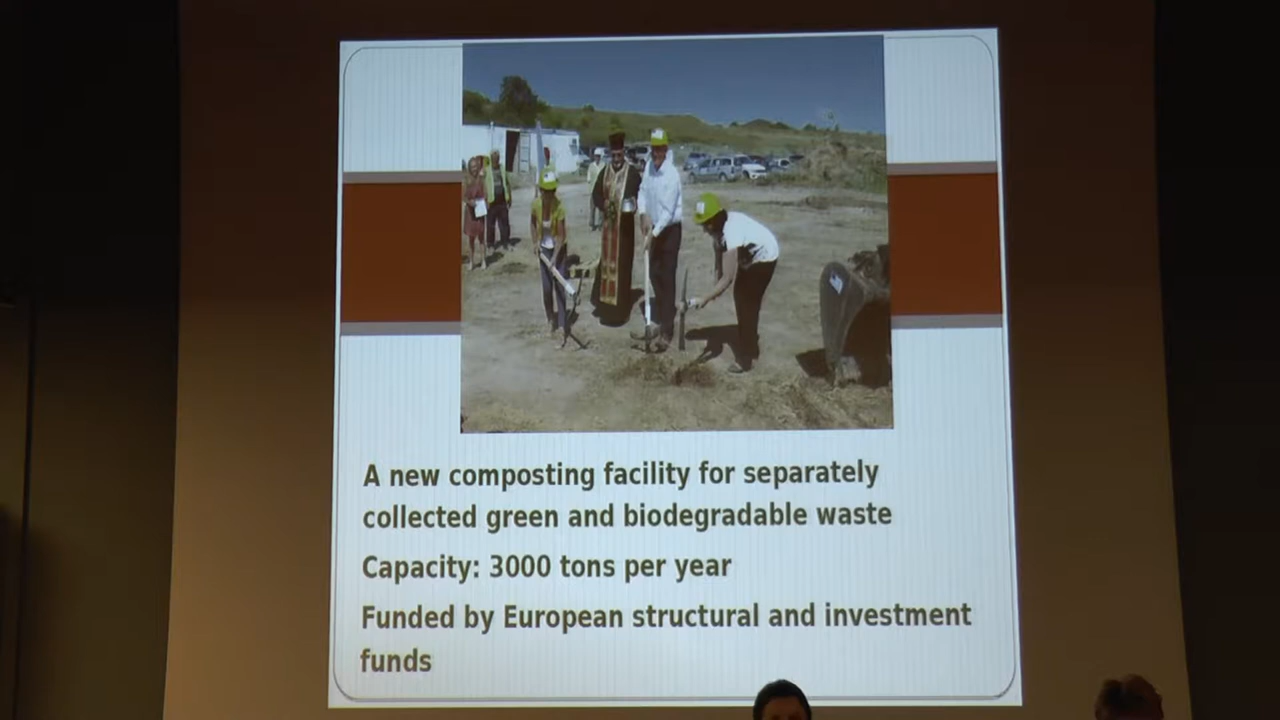 A new composting facility for separately
collected green and biodegradable waste
Capacity: 3000 tons per year
Funded by European structural and investment
funds